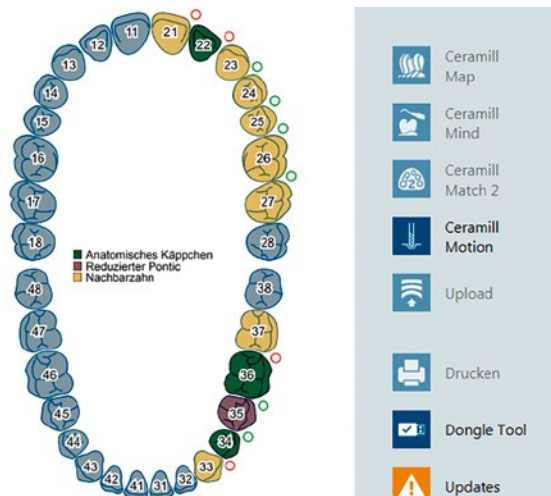 11
21
12
22
13
23
14
24
15
25
16
26
17
27
18
28
Anatomisches Käppchen
Reduzierter Pontic
Nachbarzahn
48
38
47
37
46
36
45
35
44
34
43
33
42
41
31
32
Ceramill
Map
Ceramill
Mind
Ceramill
Match 2
Ceramill
Motion
Upload
Drucken
Dongle Tool
Updates